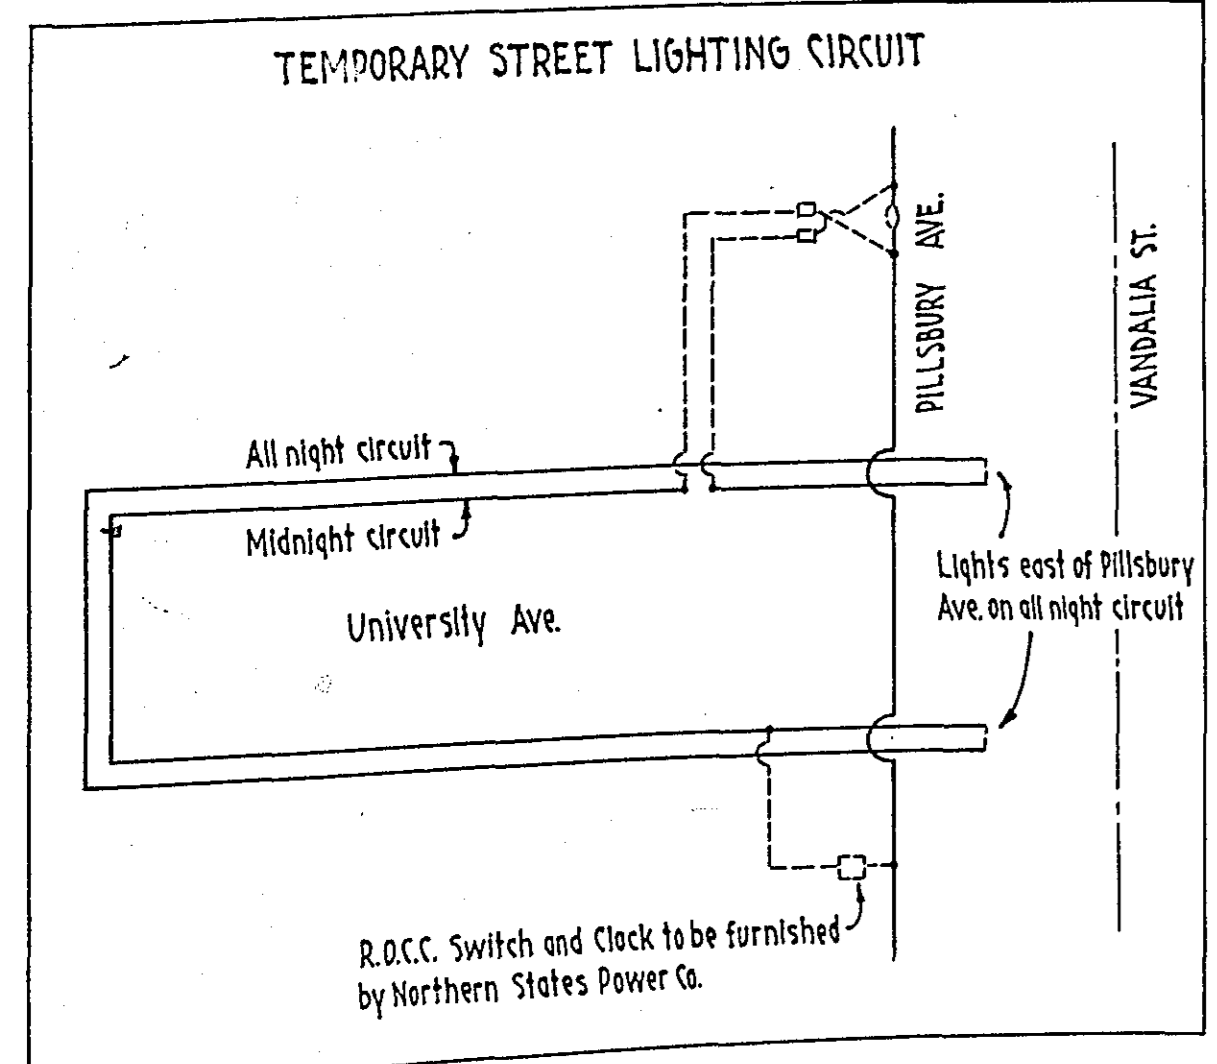 TEMPORARY STREET LIGHTING CIRCUIT
PILLSBURY AVE.
VANDALIA ST.
All night circuit
Midnight circuit
Lights east of Pillsbury
Ave. on all night circuit
University Ave.
R.O.C.C. Switch and Clock to be furnished
by Northern States Power Co.